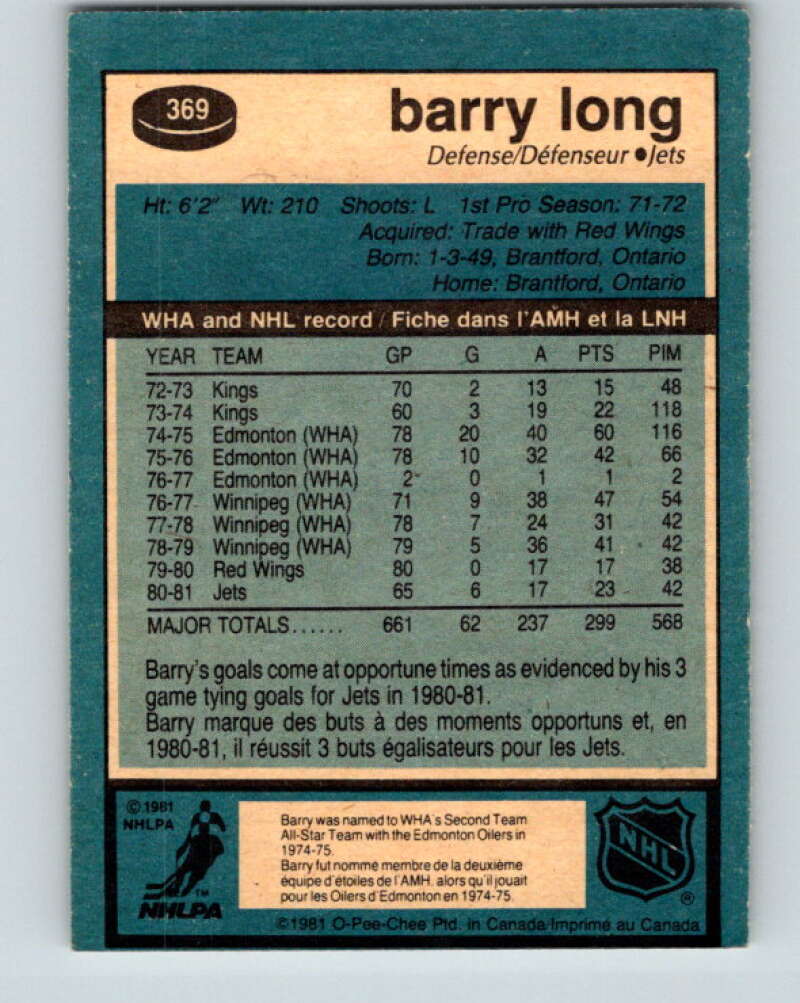 369
barry long
Defense/Défenseur ● Jets
Ht: 6'2" Wt: 210 Shoots: L 1st Pro Season: 71-72
Acquired: Trade with Red Wings
Born: 1-3-49, Brantford, Ontario
Home: Brantford, Ontario
WHA and NHL record / Fiche dans l'AMH et la LNH
YEAR TEAM GP G A PTS PIM
72-73 Kings 70 2 13 15 48
73-74 Kings 60 3 19 22 118
74-75 Edmonton (WHA) 78 20 40 60 116
75-76 Edmonton (WHA) 78 10 32 42 66
76-77 Edmonton (WHA) 2 0 1 1 2
76-77 Winnipeg (WHA) 71 9 38 47 54
77-78 Winnipeg (WHA) 78 7 24 31 42
78-79 Winnipeg (WHA) 79 5 36 41 42
79-80 Red Wings 80 0 17 17 38
80-81 Jets 65 6 17 23 42
MAJOR TOTALS...... 661 62 237 299 568
Barry's goals come at opportune times as evidenced by his 3
game tying goals for Jets in 1980-81.
Barry marque des buts à des moments opportuns et, en
1980-81, il réussit 3 buts égalisateurs pour les Jets.
© 1981
NHLPA
TM
NHLPA
Barry was named to WHA's Second Team
All-Star Team with the Edmonton Oilers in
1974-75.
Barry fut nommé membre de la deuxième
équipe d'étoiles de l'AMH, alors qu'il jouait
pour les Oilers d'Edmonton en 1974-75.
NHL
®
©1981 O-Pee-Chee Ptd. in Canada-Imprimé au Canada